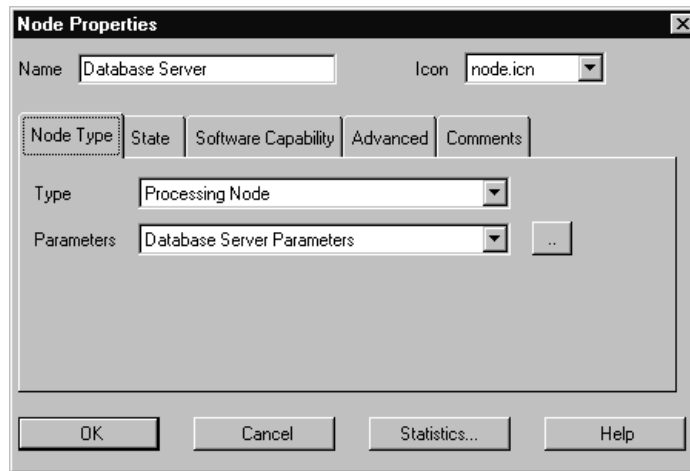 Node Properties
Name Database Server Icon node.icn
Node Type State Software Capability Advanced Comments
Type Processing Node
Parameters Database Server Parameters ..
OK Cancel Statistics... Help